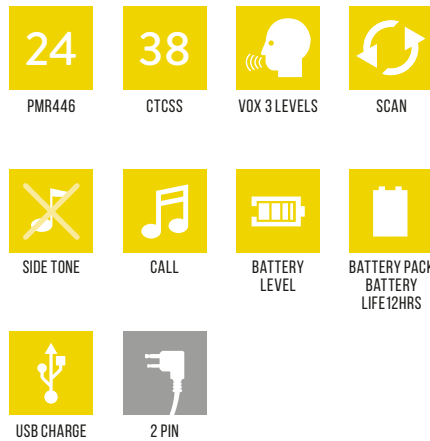 24 38
PMR446 CTCSS VOX 3 LEVELS SCAN
SIDE TONE CALL BATTERY LEVEL BATTERY PACK
BATTERY
LIFE12HRS
USB CHARGE 2 PIN